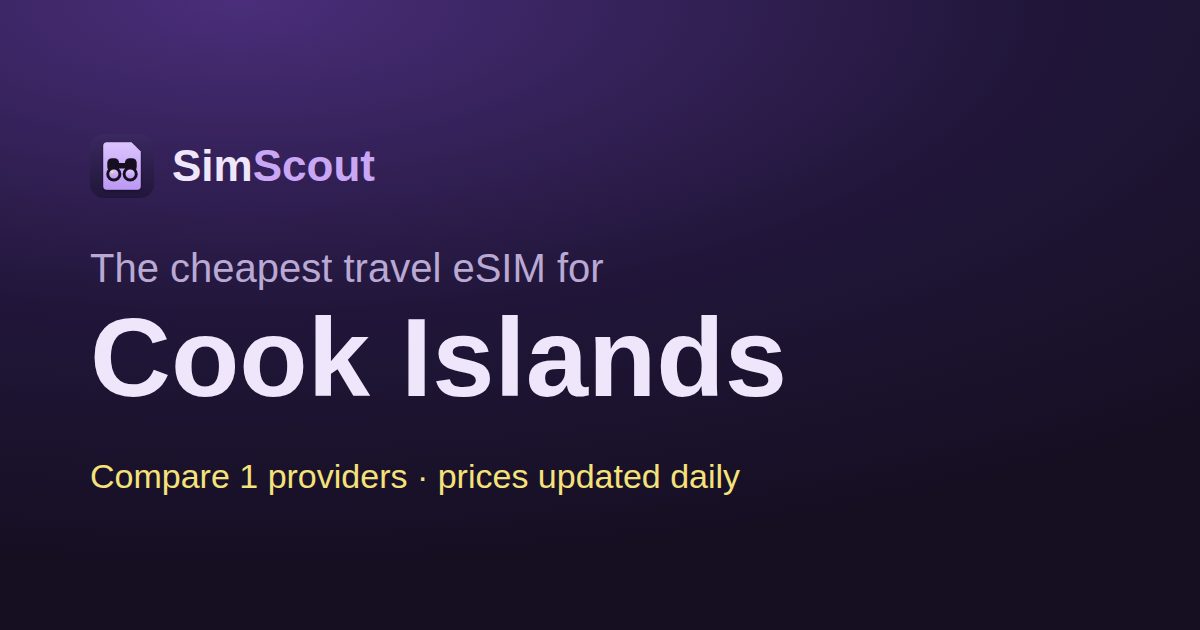 SimScout
The cheapest travel eSIM for
Cook Islands
Compare 1 providers · prices updated daily